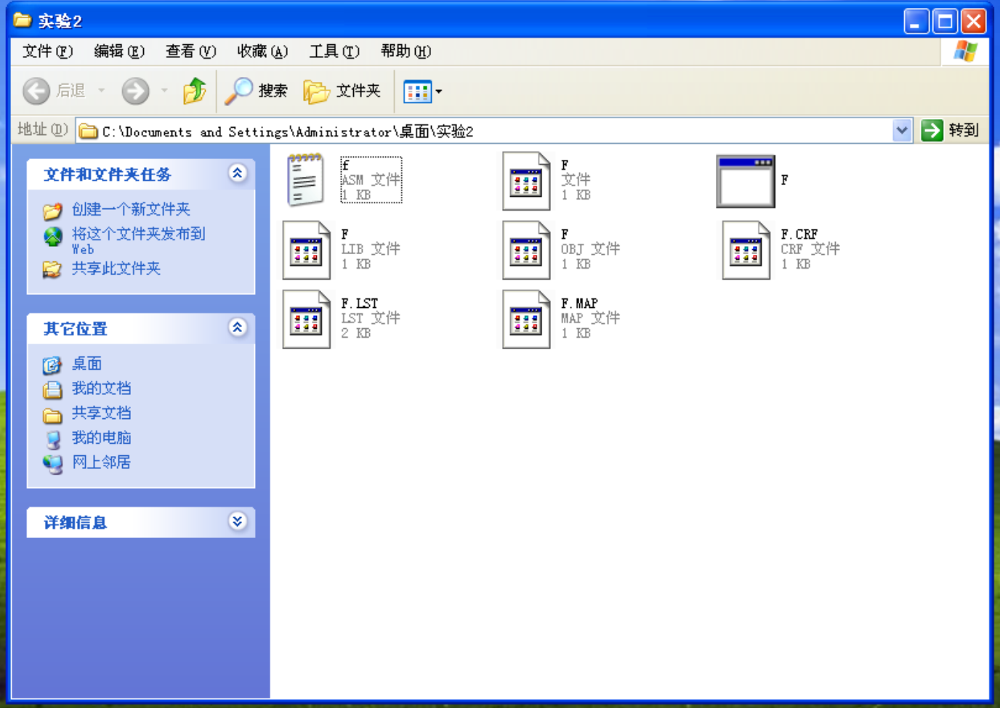 实验2
文件(F) 编辑(E) 查看(V) 收藏(A) 工具(T) 帮助(H)
后退 搜索 文件夹
地址(D) C:\Documents and Settings\Administrator\桌面\实验2 转到
文件和文件夹任务
创建一个新文件夹
将这个文件夹发布到
Web
共享此文件夹
其它位置
桌面
我的文档
共享文档
我的电脑
网上邻居
详细信息
f
ASM 文件
1 KB
F
文件
1 KB
F
F
LIB 文件
1 KB
F
OBJ 文件
1 KB
F.CRF
CRF 文件
1 KB
F.LST
LST 文件
2 KB
F.MAP
MAP 文件
1 KB